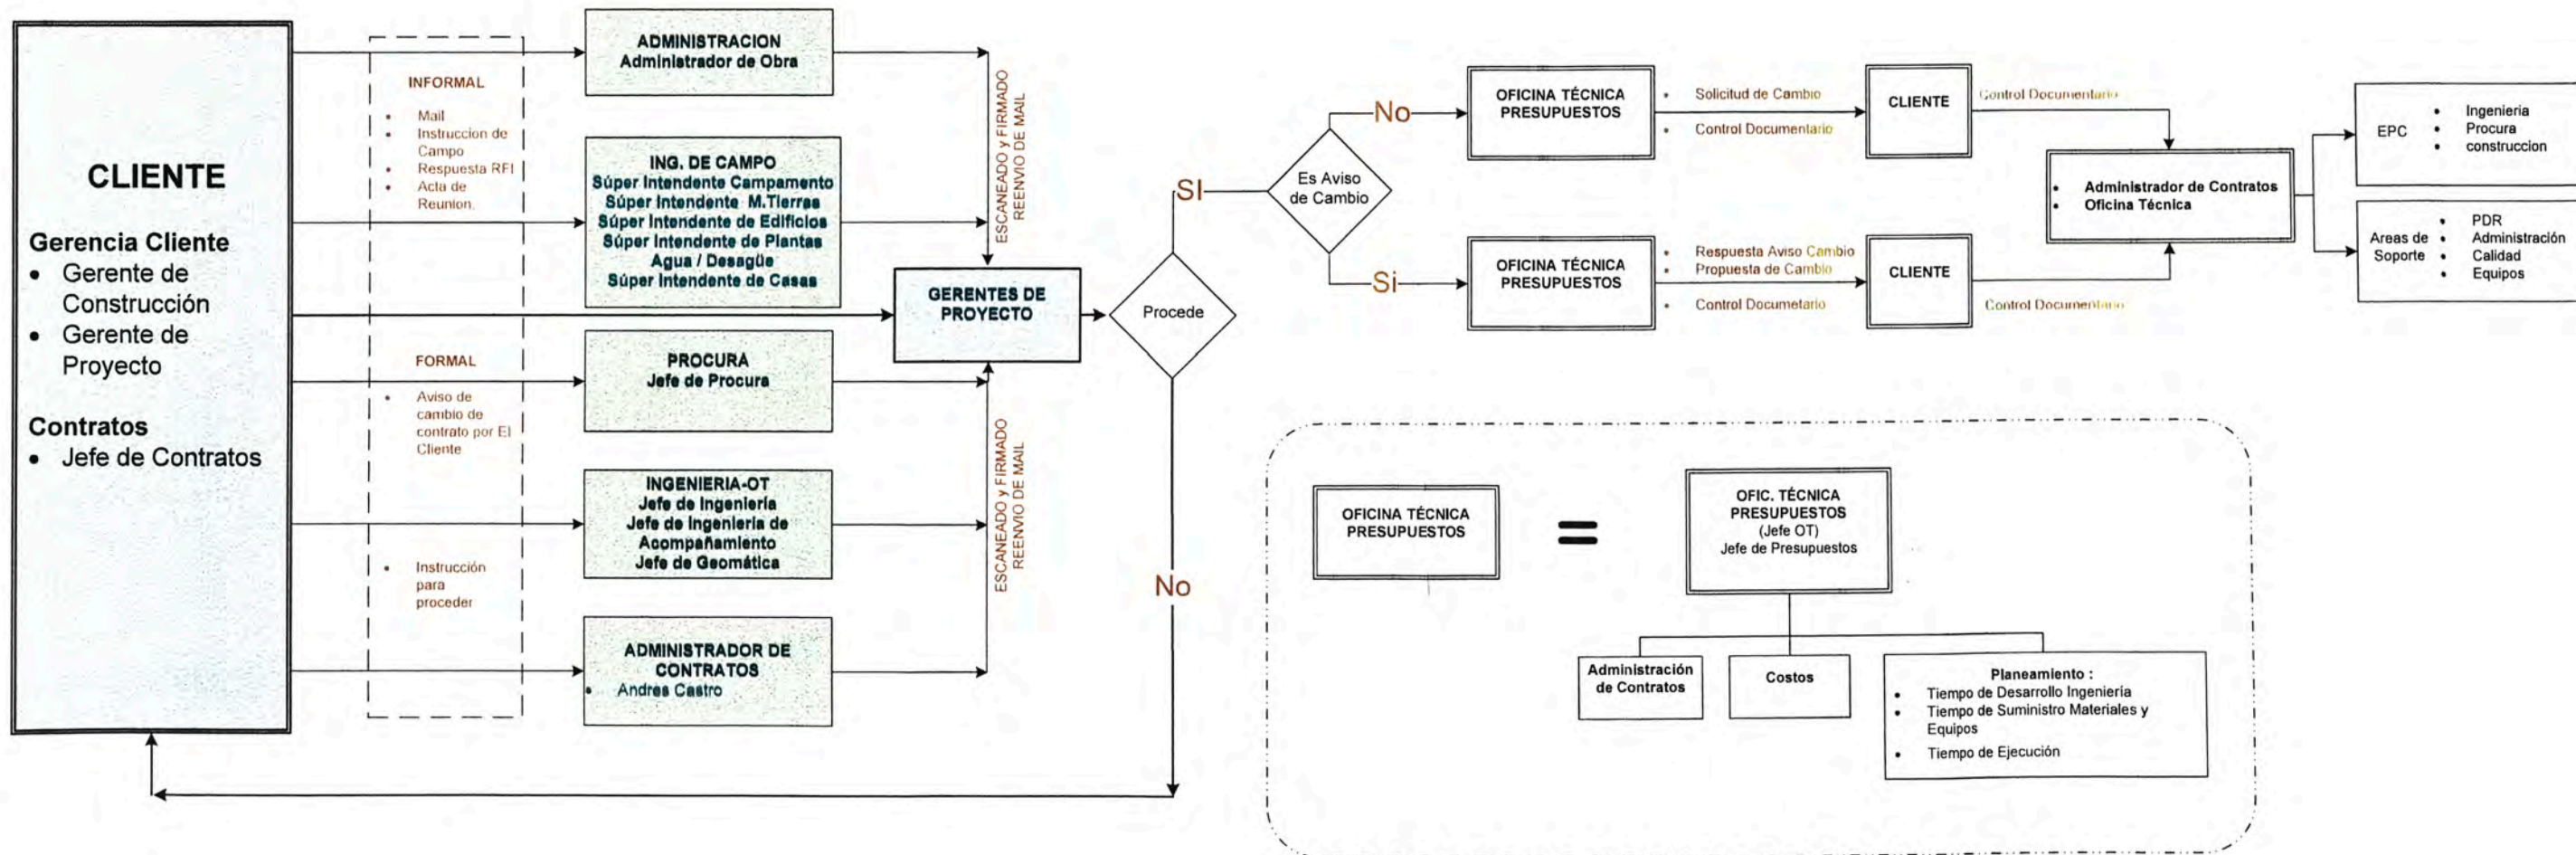 CLIENTE
Gerencia Cliente
• Gerente de
Construcción
• Gerente de
Proyecto
Contratos
• Jefe de Contratos
INFORMAL
• Mail
• Instruccion de
Campo
• Respuesta RFI
• Acta de
Reunion.
FORMAL
• Aviso de
cambio de
contrato por El
Cliente
• Instrucción
para
proceder
ADMINISTRACION
Administrador de Obra
ING. DE CAMPO
Súper Intendente Campamento
Súper Intendente M.Tierras
Súper Intendente de Edificios
Súper Intendente de Plantas
Agua / Desagüe
Súper Intendente de Casas
PROCURA
Jefe de Procura
INGENIERIA-OT
Jefe de Ingeniería
Jefe de Ingeniería de
Acompañamiento
Jefe de Geomática
ADMINISTRADOR DE
CONTRATOS
• Andres Castro
ESCANEADO y FIRMADO
REENVIO DE MAIL
ESCANEADO y FIRMADO
REENVIO DE MAIL
GERENTES DE
PROYECTO
Procede
SI
No
Es Aviso
de Cambio
No
Si
OFICINA TÉCNICA
PRESUPUESTOS
• Solicitud de Cambio
• Control Documentario
CLIENTE
Control Documentario
OFICINA TÉCNICA
PRESUPUESTOS
• Respuesta Aviso Cambio
• Propuesta de Cambio
• Control Documetario
CLIENTE
Control Documentario
• Administrador de Contratos
• Oficina Técnica
EPC
• Ingenieria
• Procura
• construccion
Areas de
Soporte
• PDR
• Administración
• Calidad
• Equipos
OFICINA TÉCNICA
PRESUPUESTOS
=
OFIC. TÉCNICA
PRESUPUESTOS
(Jefe OT)
Jefe de Presupuestos
Administración
de Contratos
Costos
Planeamiento :
• Tiempo de Desarrollo Ingeniería
• Tiempo de Suministro Materiales y
Equipos
• Tiempo de Ejecución